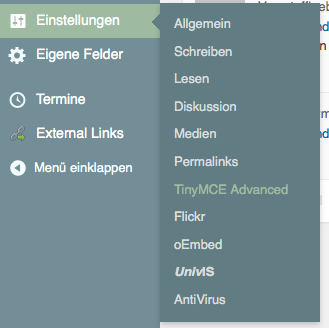 Einstellungen
Eigene Felder
Termine
External Links
Menü einklappen
Allgemein
Schreiben
Lesen
Diskussion
Medien
Permalinks
TinyMCE Advanced
Flickr
oEmbed
UnivIS
AntiVirus